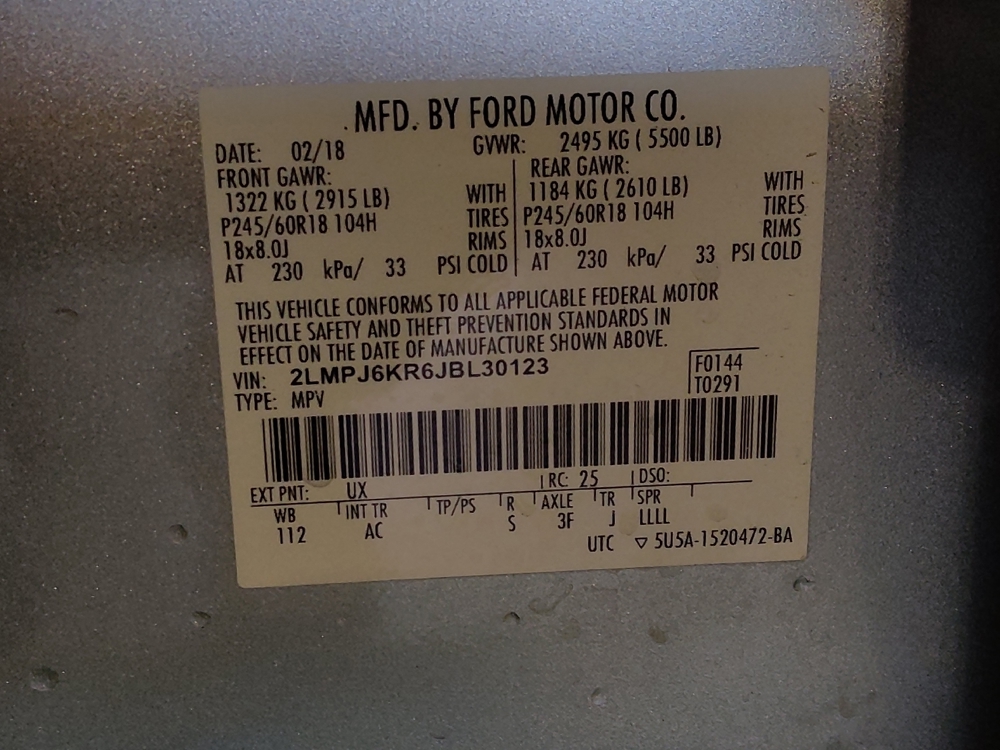 MFD. BY FORD MOTOR CO.
DATE: 02/18 GVWR: 2495 KG ( 5500 LB)
FRONT GAWR: REAR GAWR:
1322 KG ( 2915 LB) WITH 1184 KG ( 2610 LB) WITH
P245/60R18 104H TIRES P245/60R18 104H TIRES
18x8.0J RIMS 18x8.0J RIMS
AT 230 kPa/ 33 PSI COLD AT 230 kPa/ 33 PSI COLD
THIS VEHICLE CONFORMS TO ALL APPLICABLE FEDERAL MOTOR
VEHICLE SAFETY AND THEFT PREVENTION STANDARDS IN
EFFECT ON THE DATE OF MANUFACTURE SHOWN ABOVE.
VIN: 2LMPJ6KR6JBL30123 F0144
TYPE: MPV T0291
EXT PNT: UX RC: 25 DSO:
WB INT TR TP/PS R AXLE TR SPR
112 AC S 3F J LLLL
UTC ▽ 5U5A-1520472-BA